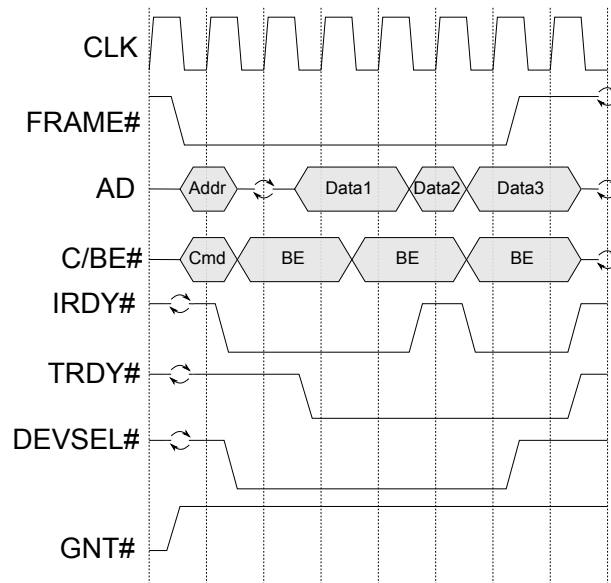 CLK
FRAME#
AD
Addr
Data1
Data2
Data3
C/BE#
Cmd
BE
BE
BE
IRDY#
TRDY#
DEVSEL#
GNT#